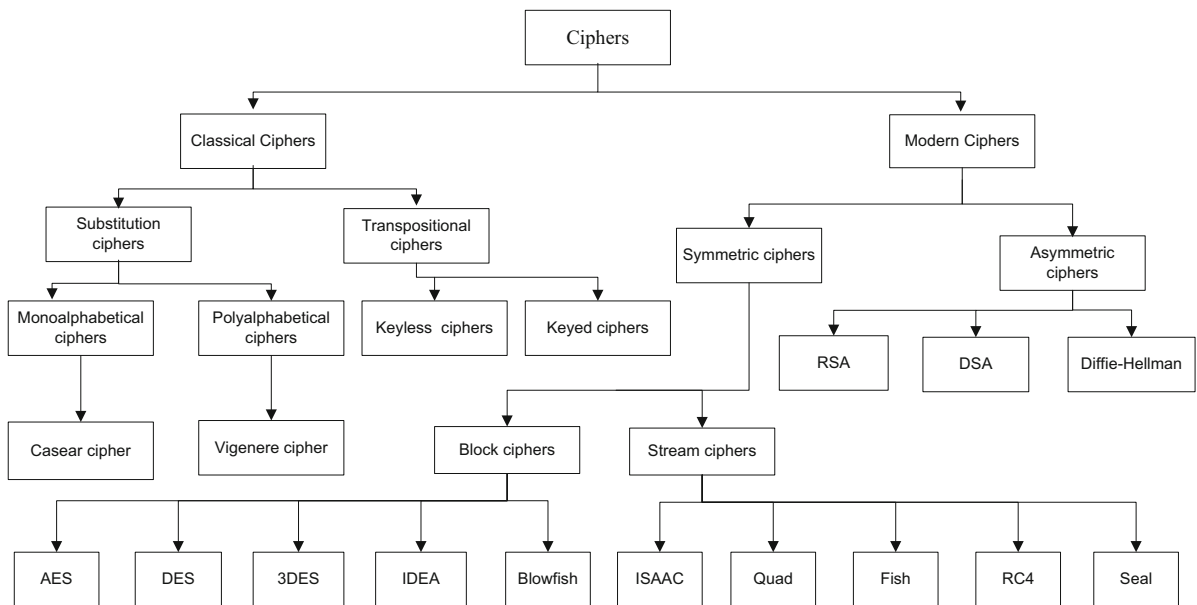 Ciphers
Classical Ciphers
Modern Ciphers
Substitution
ciphers
Transpositional
ciphers
Symmetric ciphers
Asymmetric
ciphers
Monoalphabetical
ciphers
Polyalphabetical
ciphers
Keyless ciphers
Keyed ciphers
RSA
DSA
Diffie-Hellman
Casear cipher
Vigenere cipher
Block ciphers
Stream ciphers
AES
DES
3DES
IDEA
Blowfish
ISAAC
Quad
Fish
RC4
Seal